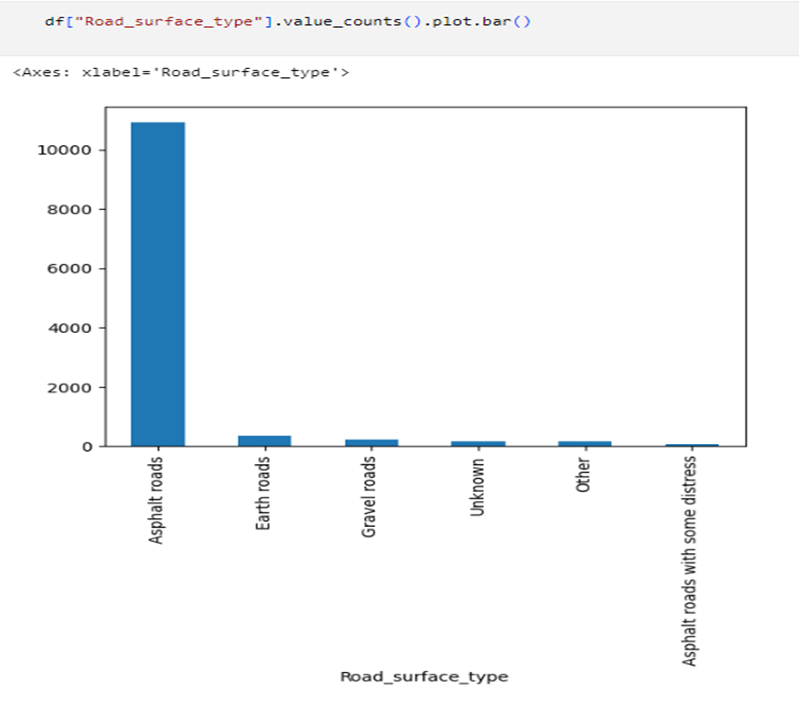 df["Road_surface_type"].value_counts().plot.bar()
<Axes: xlabel='Road_surface_type'>
10000
8000
6000
4000
2000
0
Asphalt roads
Earth roads
Gravel roads
Unknown
Other
Asphalt roads with some distress
Road_surface_type